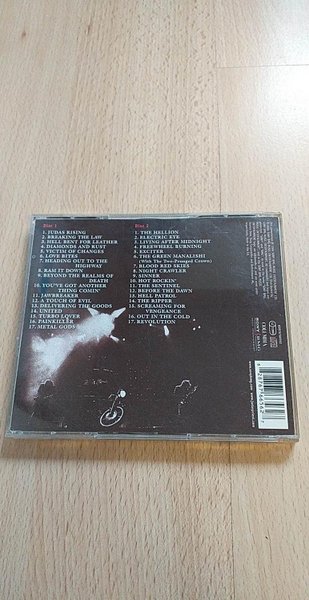 Disc 1
1. JUDAS RISING
2. BREAKING THE LAW
3. HELL BENT FOR LEATHER
4. DIAMONDS AND RUST
5. VICTIM OF CHANGES
6. LOVE BITES
7. HEADING OUT TO THE
HIGHWAY
8. RAM IT DOWN
9. BEYOND THE REALMS OF
DEATH
10. YOU'VE GOT ANOTHER
THING COMIN'
11. JAWBREAKER
12. A TOUCH OF EVIL
13. DELIVERING THE GOODS
14. UNITED
15. TURBO LOVER
16. PAINKILLER
17. METAL GODS
Disc 2
1. THE HELLION
2. ELECTRIC EYE
3. LIVING AFTER MIDNIGHT
4. FREEWHEEL BURNING
5. EXCITER
6. THE GREEN MANALISHI
(With The Two-Pronged Crown)
7. BLOOD RED SKIES
8. NIGHT CRAWLER
9. SINNER
10. HOT ROCKIN'
11. THE SENTINEL
12. BEFORE THE DAWN
13. HELL PATROL
14. THE RIPPER
15. SCREAMING FOR
VENGEANCE
16. OUT IN THE COLD
17. REVOLUTION